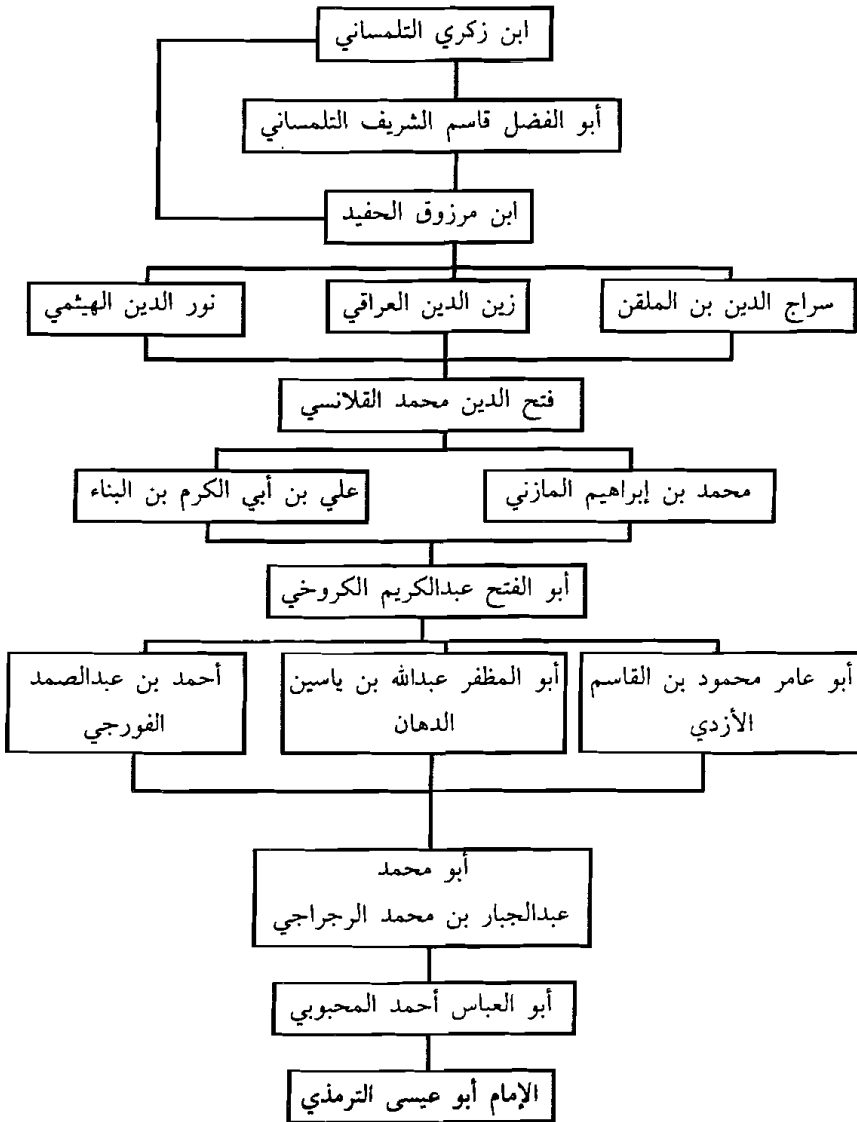 ابن زكري التلمساني
أبو الفضل قاسم الشريف التلمساني
ابن مرزوق الحفيد
سراج الدين بن الملقن
زين الدين العراقي
نور الدين الهيثمي
فتح الدين محمد القلانسي
محمد بن إبراهيم المازني
علي بن أبي الكرم بن البناء
أبو الفتح عبدالكريم الكروخي
أبو عامر محمود بن القاسم
الأزدي
أبو المظفر عبدالله بن ياسين
الدهان
أحمد بن عبدالصمد
الفورجي
أبو محمد
عبدالجبار بن محمد الرجراجي
أبو العباس أحمد المحبوبي
الإمام أبو عيسى الترمذي